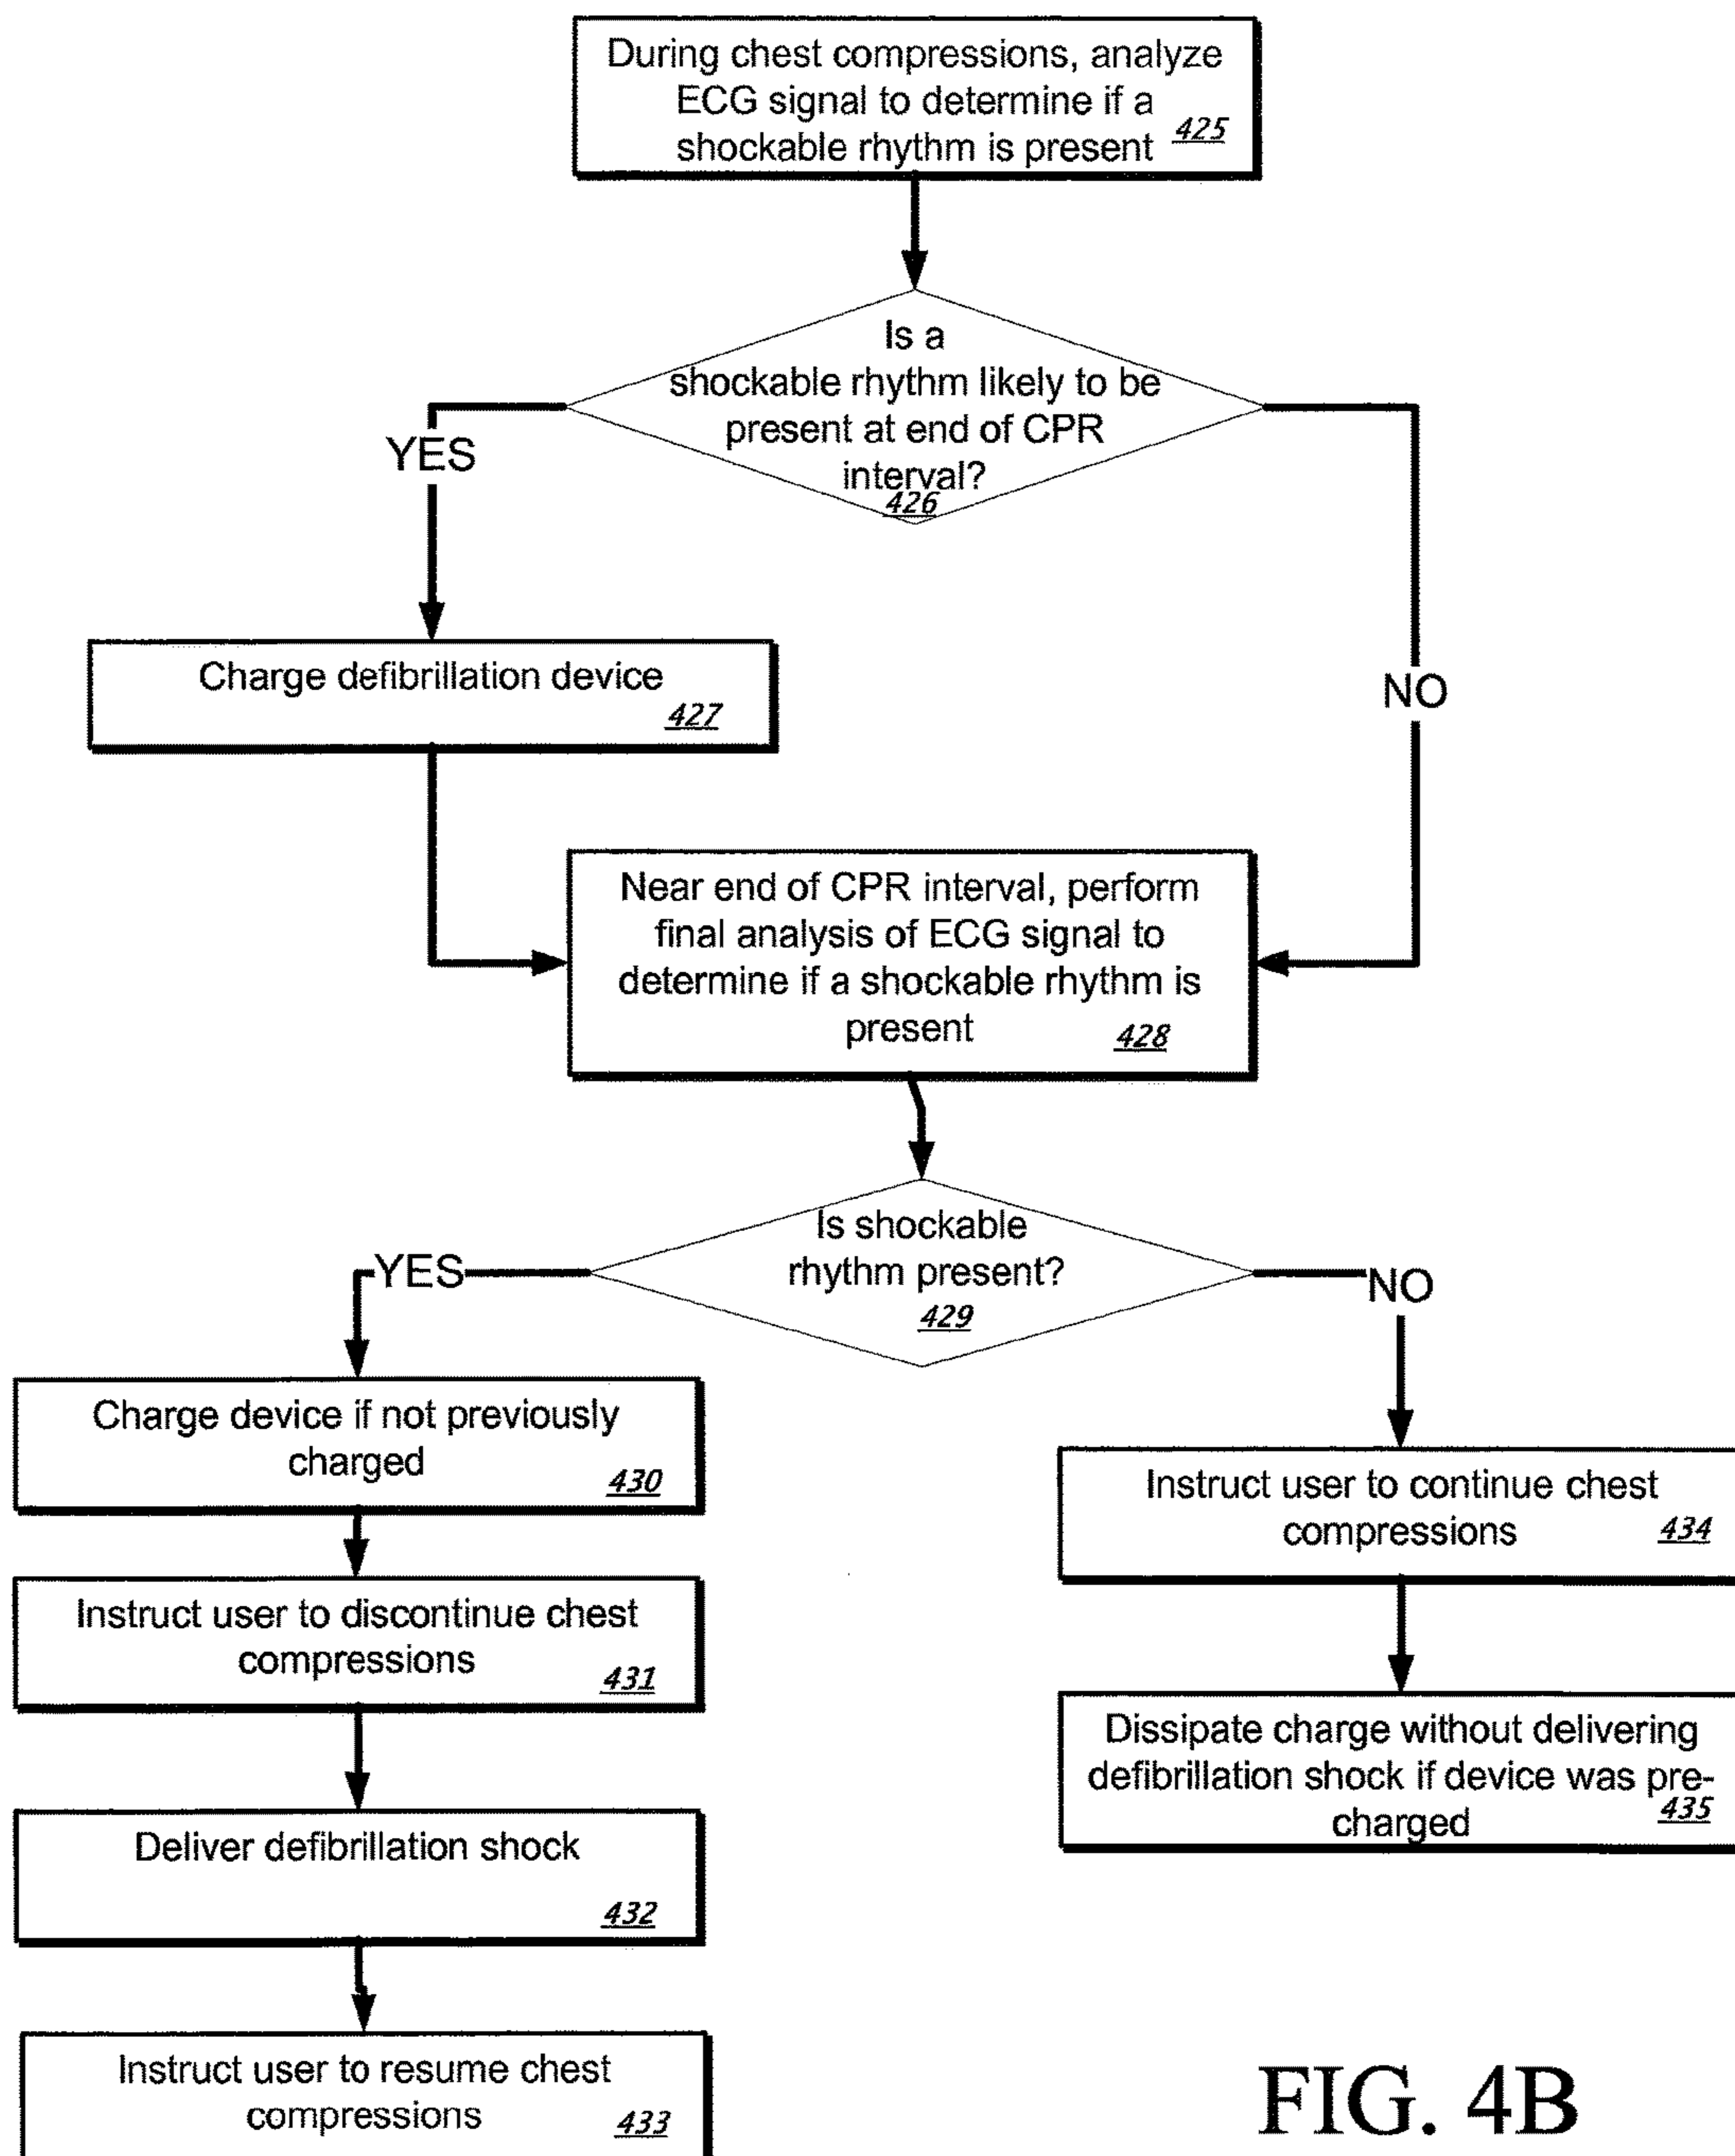 During chest compressions, analyze
ECG signal to determine if a
shockable rhythm is present 425
Is a
shockable rhythm likely to be
present at end of CPR
interval?
426
YES
NO
Charge defibrillation device
427
Near end of CPR interval, perform
final analysis of ECG signal to
determine if a shockable rhythm is
present 428
Is shockable
rhythm present?
429
YES
NO
Charge device if not previously
charged 430
Instruct user to discontinue chest
compressions 431
Deliver defibrillation shock
432
Instruct user to resume chest
compressions 433
Instruct user to continue chest
compressions 434
Dissipate charge without delivering
defibrillation shock if device was pre-
charged 435
FIG. 4B